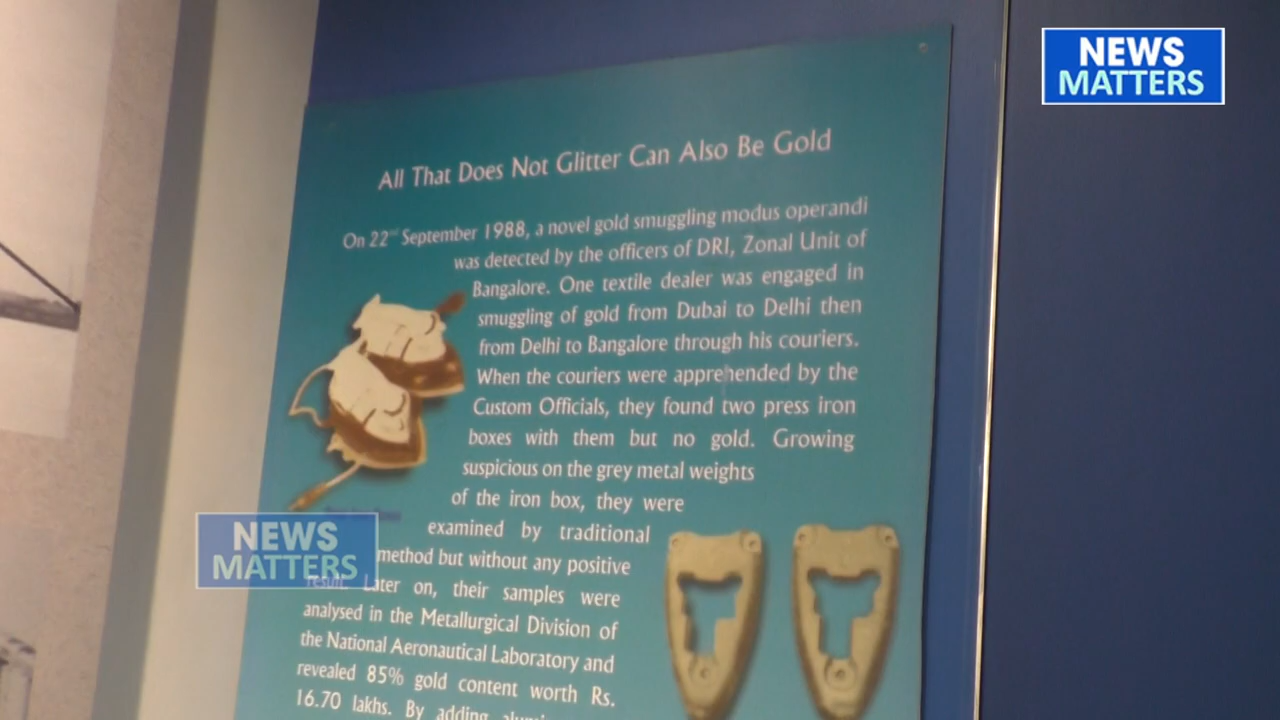 NEWS
MATTERS
All That Does Not Glitter Can Also Be Gold
On 22nd September 1988, a novel gold smuggling modus operandi
was detected by the officers of DRI, Zonal Unit of
Bangalore. One textile dealer was engaged in
smuggling of gold from Dubai to Delhi then
from Delhi to Bangalore through his couriers.
When the couriers were apprehended by the
Custom Officials, they found two press iron
boxes with them but no gold. Growing
suspicious on the grey metal weights
of the iron box, they were
examined by traditional
method but without any positive
result. Later on, their samples were
analysed in the Metallurgical Division of
the National Aeronautical Laboratory and
revealed 85% gold content worth Rs.
16.70 lakhs. By adding
NEWS
MATTERS